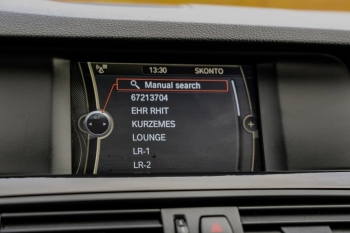 13:30 SKONTO
Manual search
67213704
EHR RHIT
KURZEMES
LOUNGE
LR-1
LR-2